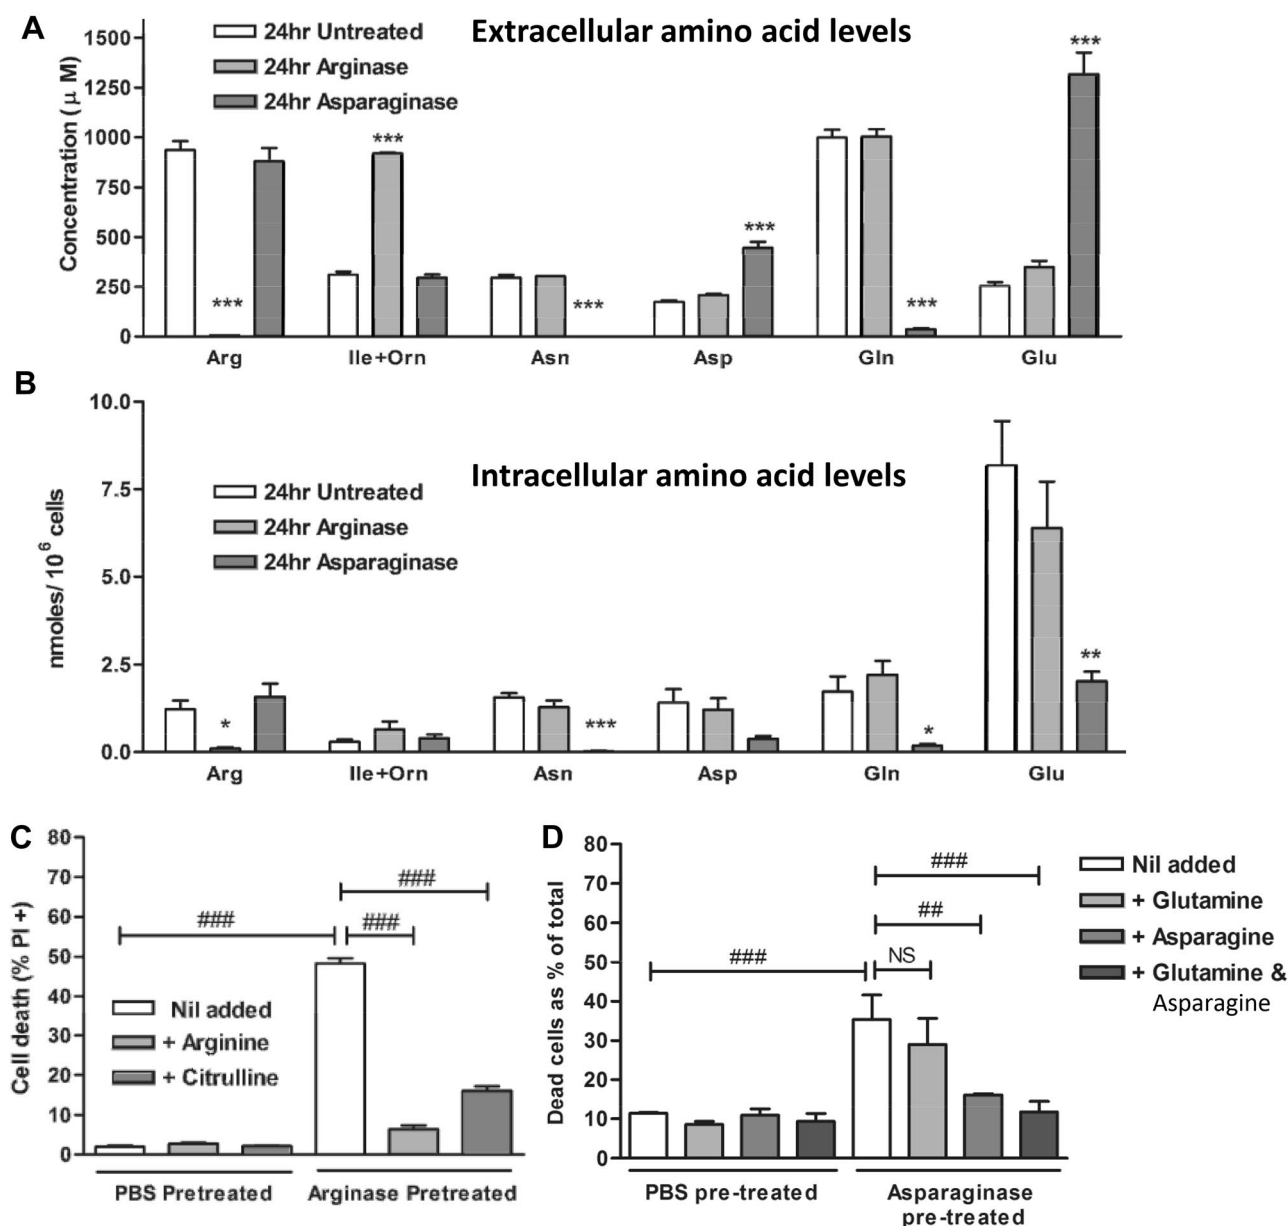 A
Extracellular amino acid levels
24hr Untreated
24hr Arginase
24hr Asparaginase
Concentration (μ M)
1500
1250
1000
750
500
250
0
***
***
***
***
***
***
Arg Ile+Orn Asn Asp Gln Glu
B
Intracellular amino acid levels
24hr Untreated
24hr Arginase
24hr Asparaginase
nmoles/ 10⁶ cells
10.0
7.5
5.0
2.5
0.0
*
***
*
**
Arg Ile+Orn Asn Asp Gln Glu
C
Cell death (% PI +)
80
70
60
50
40
30
20
10
0
###
###
###
Nil added
+ Arginine
+ Citrulline
PBS Pretreated Arginase Pretreated
D
Dead cells as % of total
80
70
60
50
40
30
20
10
0
###
##
NS
###
Nil added
+ Glutamine
+ Asparagine
+ Glutamine &
Asparagine
PBS pre-treated Asparaginase
pre-treated